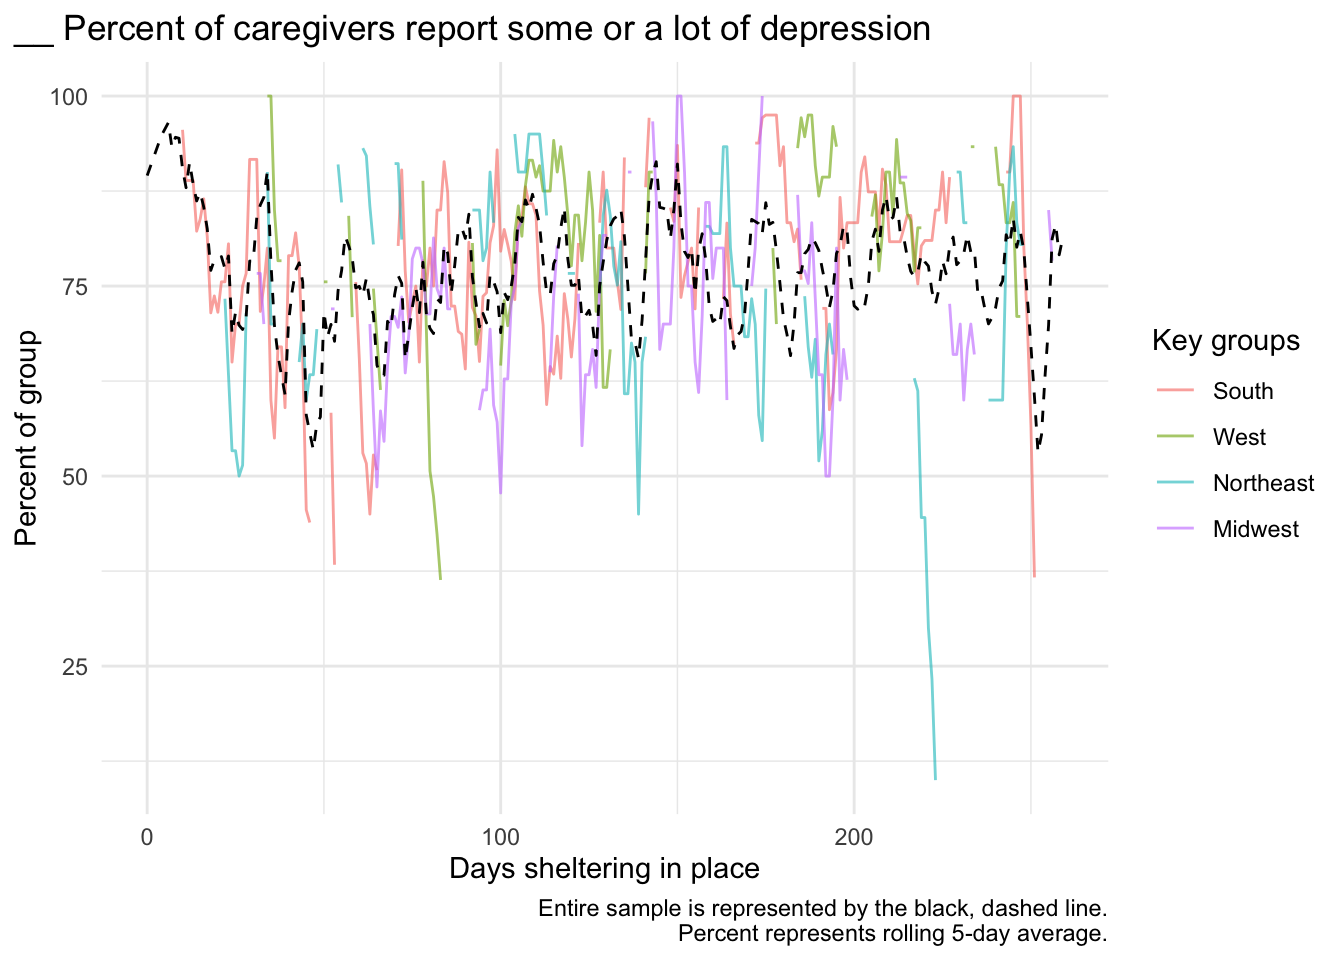 __ Percent of caregivers report some or a lot of depression
100
75
50
25
Percent of group
0 100 200
Days sheltering in place
Key groups
South
West
Northeast
Midwest
Entire sample is represented by the black, dashed line.
Percent represents rolling 5-day average.